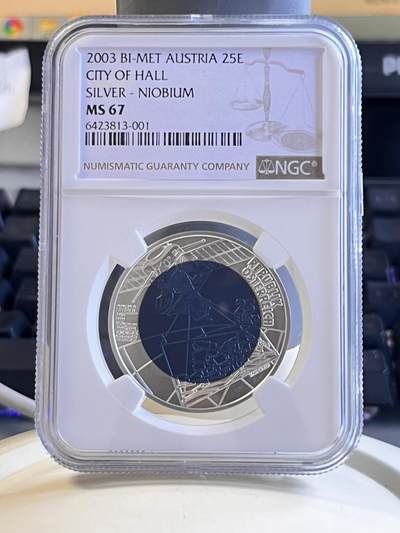 2003 BI-MET AUSTRIA 25E
CITY OF HALL
SILVER - NIOBIUM
MS 67
6423813-001
NUMISMATIC GUARANTY COMPANY NGC